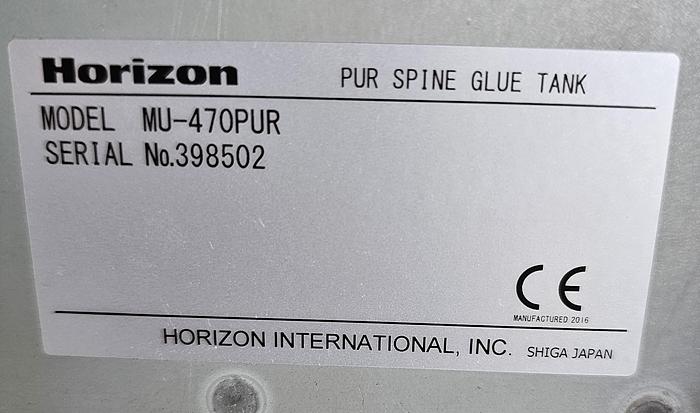 Horizon PUR SPINE GLUE TANK
MODEL MU-470PUR
SERIAL No.398502
CE
MANUFACTURED 2016
HORIZON INTERNATIONAL, INC. SHIGA JAPAN